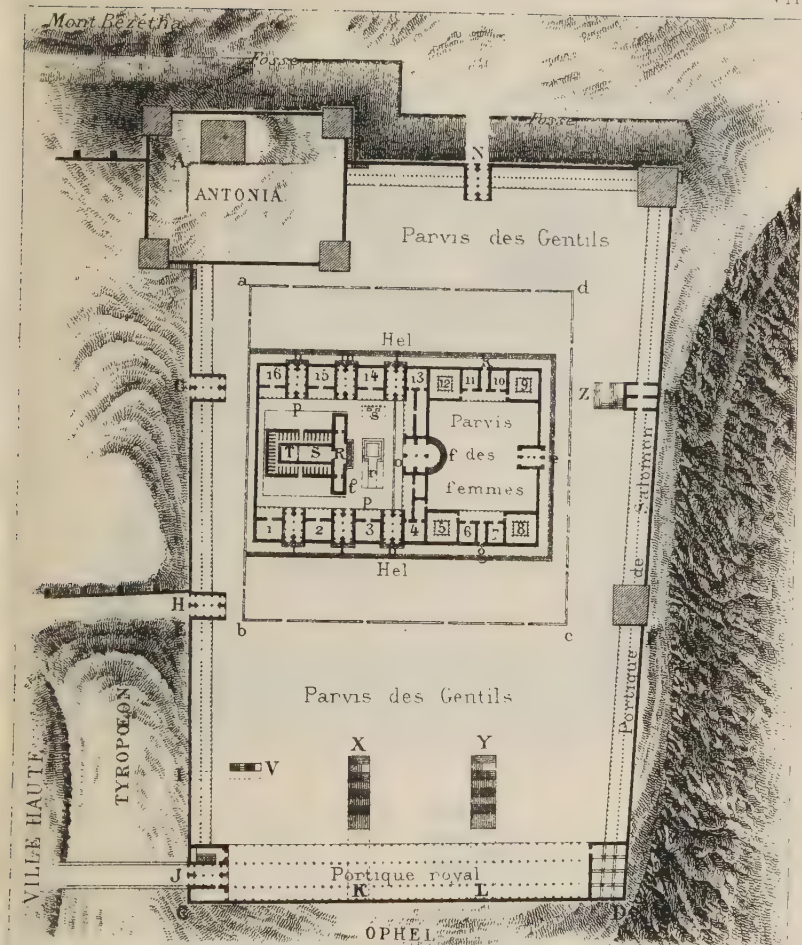 VII
Mont Bézétha
Fosse
Fosse
N
A
ANTONIA
Parvis des Gentils
a
d
Hel
16
15
14
13
12
11
10
9
G
Z
p
s
Parvis
T
S
R
o
f des
e
r
femmes
t
p
1
2
3
4
5
6
7
8
g
Hel
Portique de Salomon
H
E
b
c
Parvis des Gentils
VILLE HAUTE
TYROPŒON
X
Y
I
V
J
Portique royal
K
L
C
D
OPHEL